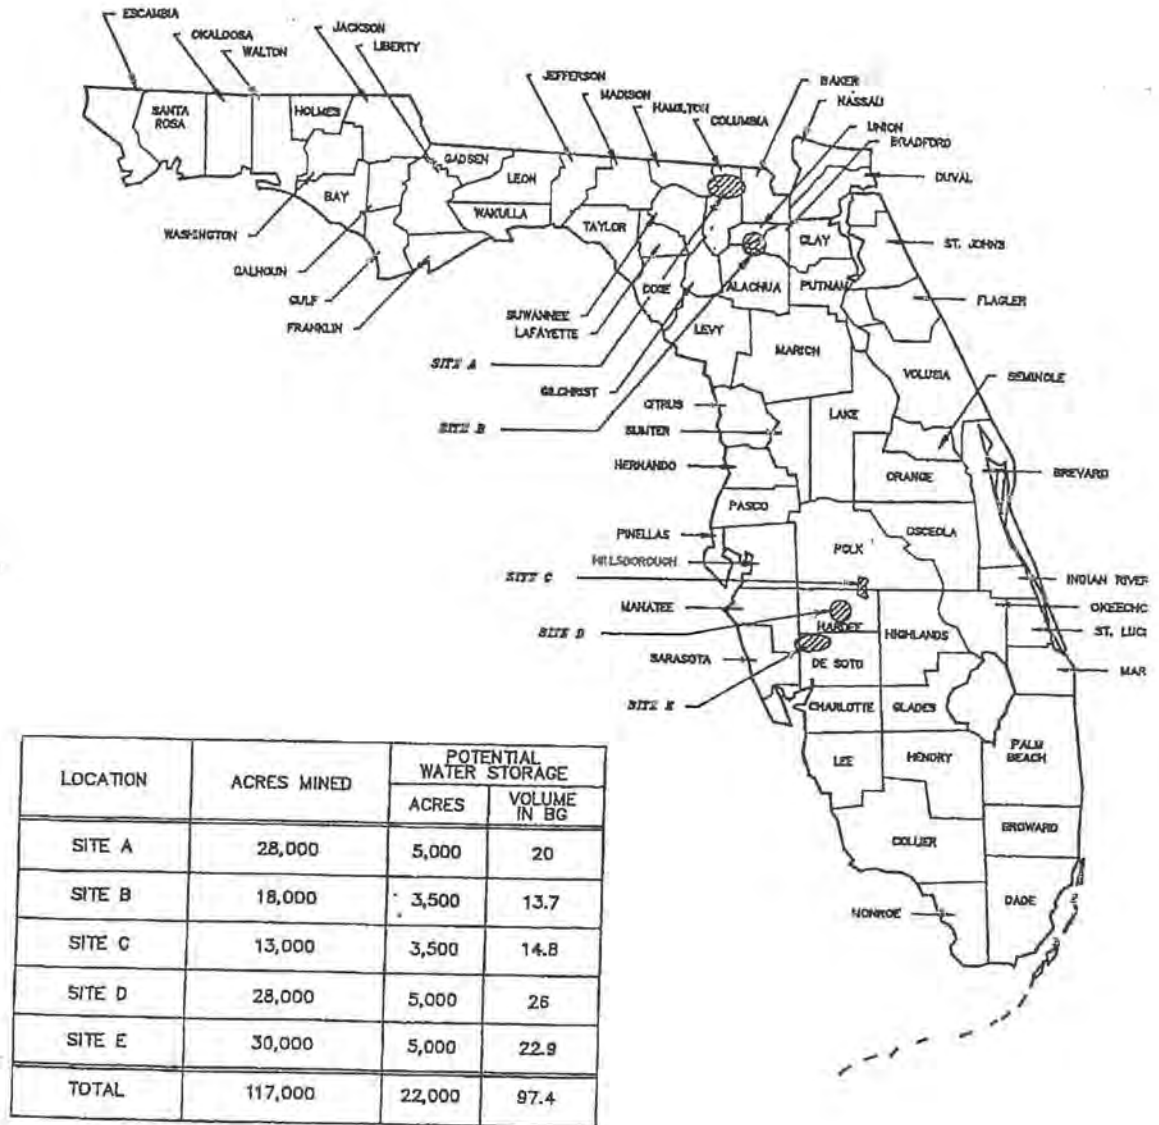 ESCAMBIA
OKALOOSA
WALTON
JACKSON
LIBERTY
JEFFERSON
MADISON
HAMILTON
COLUMBIA
BAKER
NASSAU
UNION
BRADFORD
DUVAL
SANTA
ROSA
HOLMES
GADSEN
LEON
BAY
WAKULLA
TAYLOR
CLAY
ST. JOHNS
WASHINGTON
CALHOUN
GULF
FRANKLIN
DIXIE
ALACHUA
PUTNAM
FLAGLER
SUWANNEE
LAFAYETTE
LEVY
MARICH
SITE A
GILCHRIST
VOLUSIA
SEMINOLE
CITRUS
LAKE
SITE B
SUMTER
HERNANDO
ORANGE
BREVARD
PASCO
OSCEOLA
PINELLAS
POLK
HILLSBOROUGH
SITE C
INDIAN RIVER
MANATEE
OKEECHO
HARDEE
HIGHLANDS
ST. LUCI
SITE D
SARASOTA
DE SOTO
MAR
SITE E
CHARLOTTE
GLADES
LEE
HENDRY
PALM
BEACH
COLLIER
BROWARD
MONROE
DADE
LOCATION ACRES MINED POTENTIAL
WATER STORAGE
ACRES VOLUME
IN BG
SITE A 28,000 5,000 20
SITE B 18,000 3,500 13.7
SITE C 13,000 3,500 14.8
SITE D 28,000 5,000 26
SITE E 30,000 5,000 22.9
TOTAL 117,000 22,000 97.4